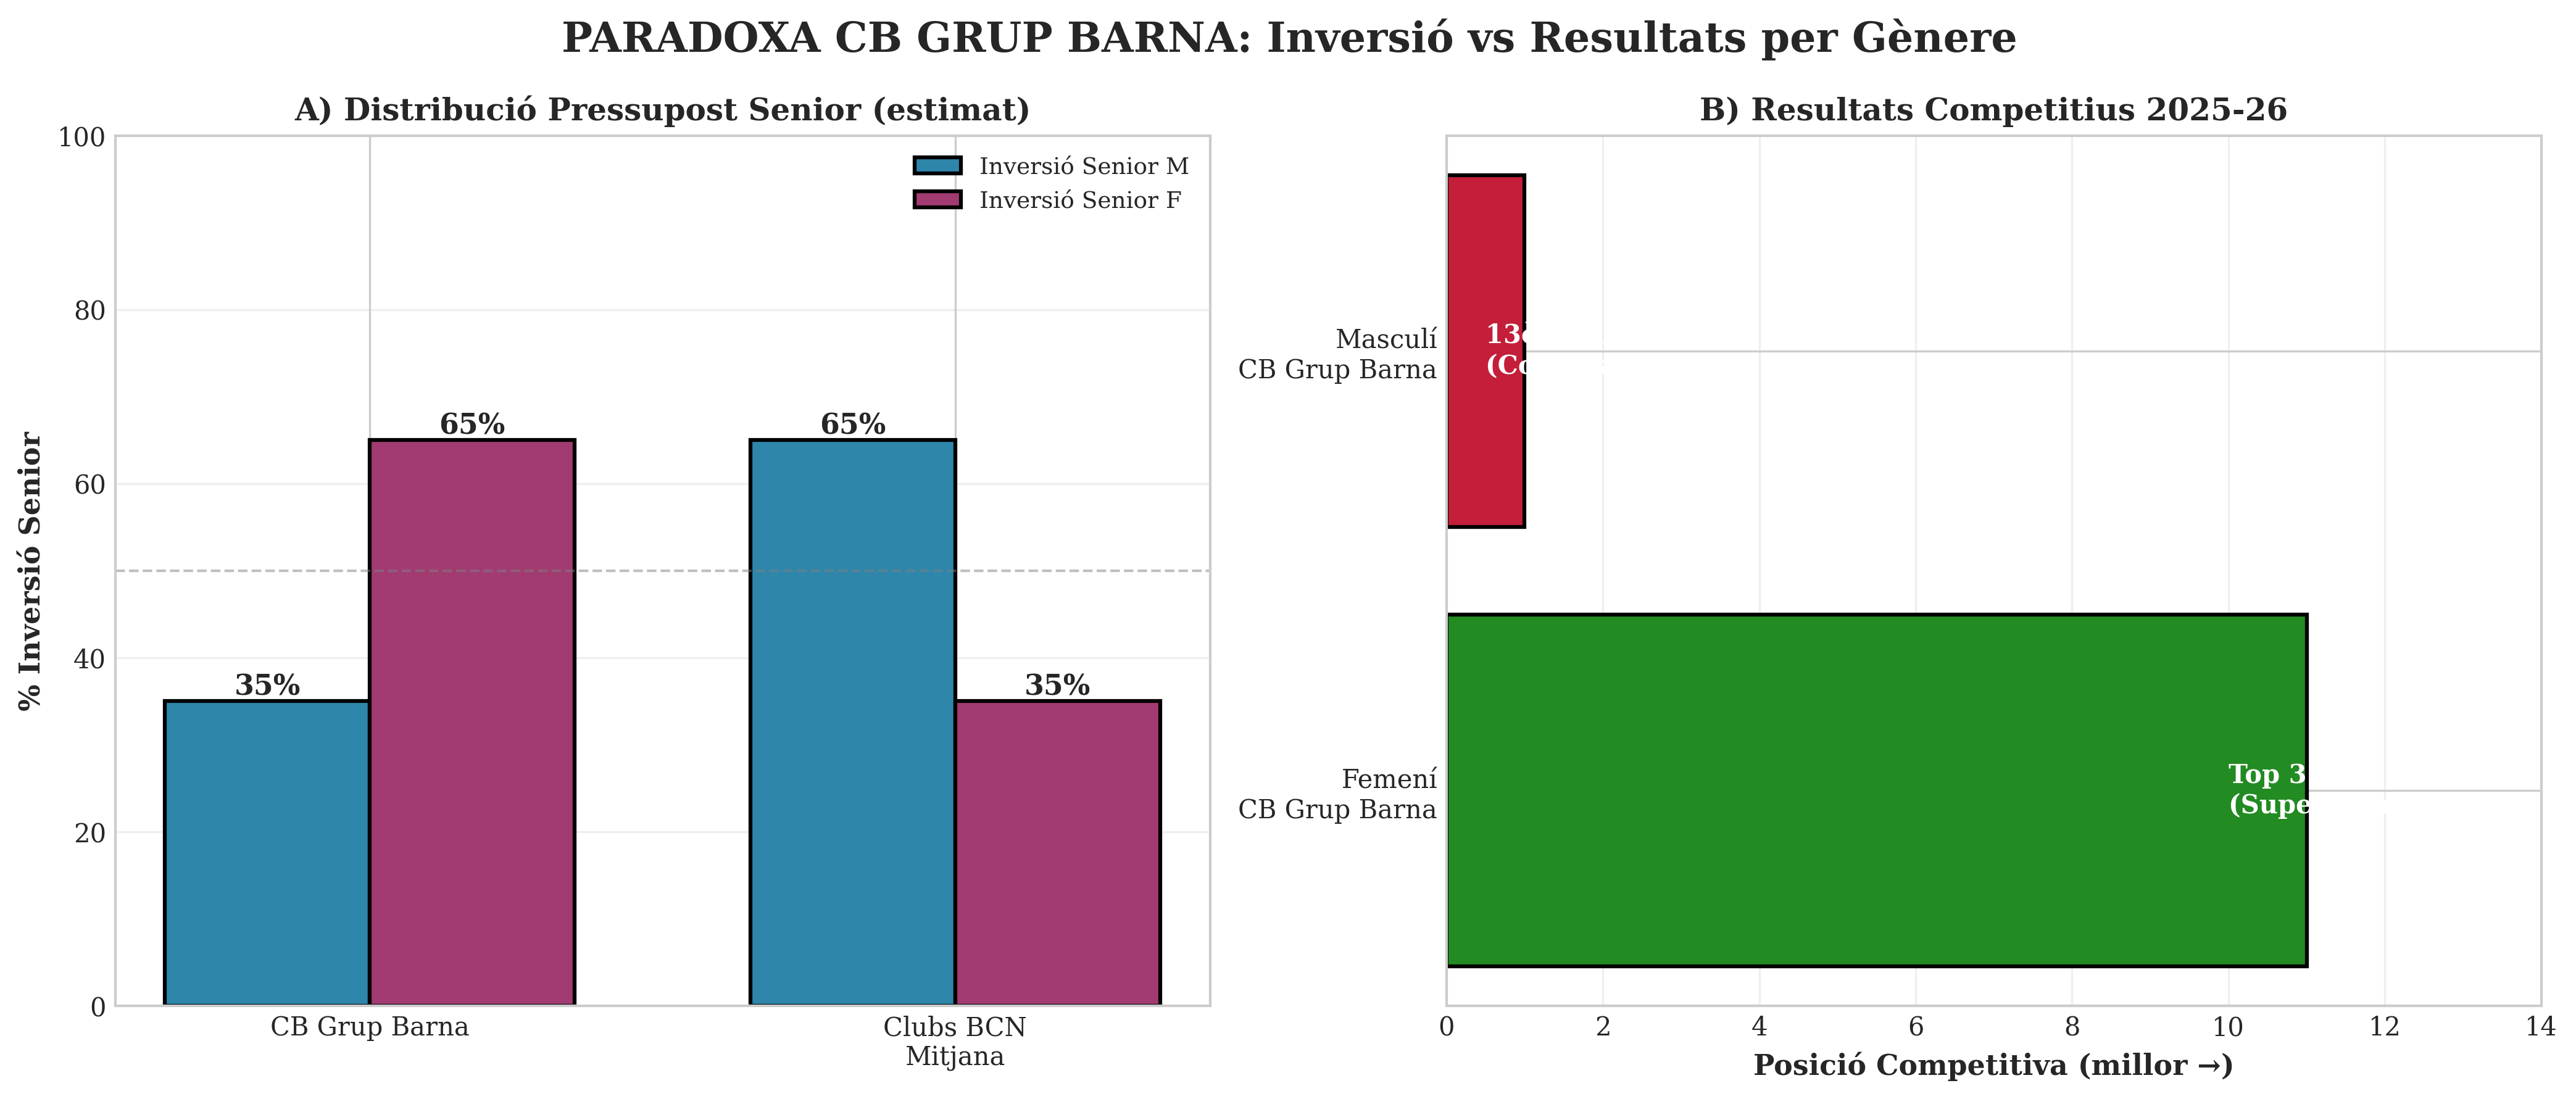 PARADOXA CB GRUP BARNA: Inversió vs Resultats per Gènere
A) Distribució Pressupost Senior (estimat)
% Inversió Senior
100
80
60
40
20
0
Inversió Senior M
Inversió Senior F
35%
65%
65%
35%
CB Grup Barna
Clubs BCN
Mitjana
B) Resultats Competitius 2025-26
Masculí
CB Grup Barna
Femení
CB Grup Barna
Top 3
0
2
4
6
8
10
12
14
Posició Competitiva (millor →)